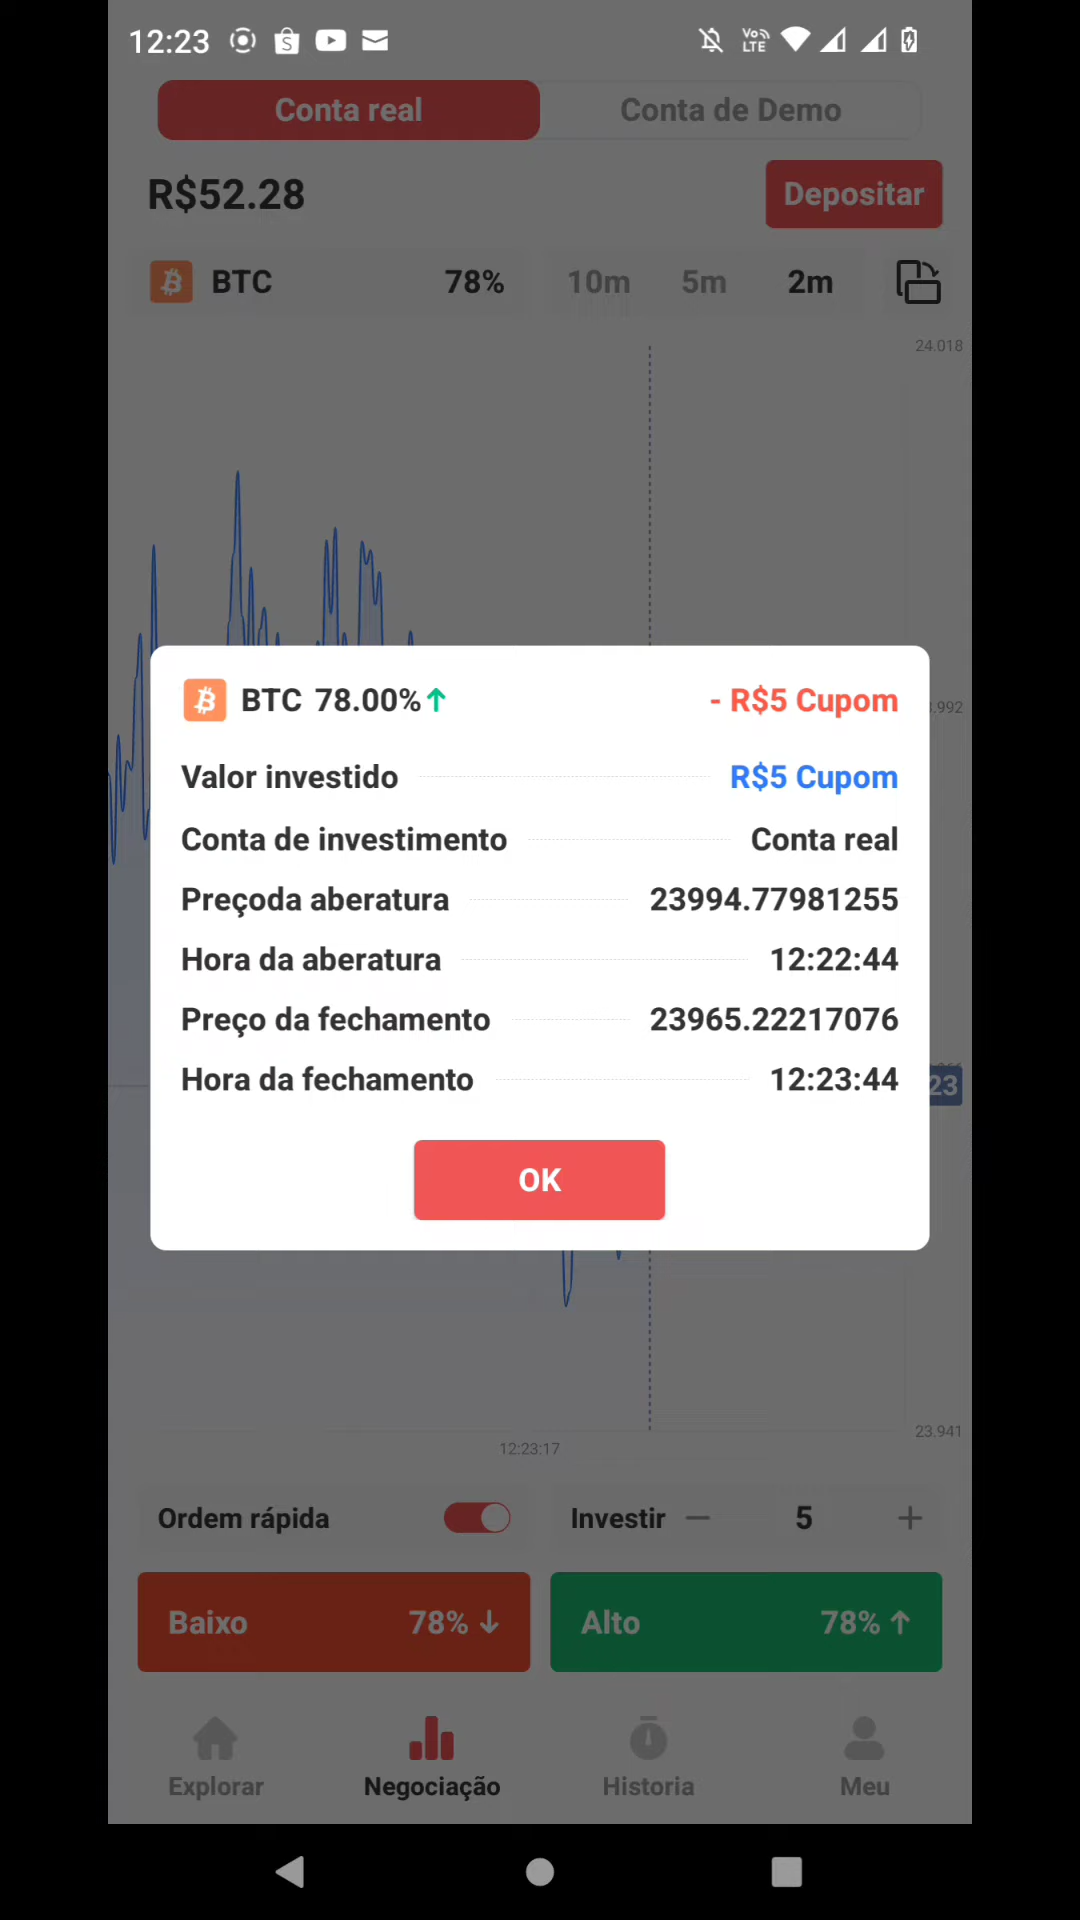 12:23
Conta real Conta de Demo
R$52.28 Depositar
BTC 78% 10m 5m 2m
24.018
BTC 78.00% - R$5 Cupom
.992
Valor investido R$5 Cupom
Conta de investimento Conta real
Preçoda aberatura 23994.77981255
Hora da aberatura 12:22:44
Preço da fechamento 23965.22217076
Hora da fechamento 12:23:44
23
OK
23.941
12:23:17
Ordem rápida Investir — 5 +
Baixo 78% ↓ Alto 78% ↑
Explorar Negociação Historia Meu